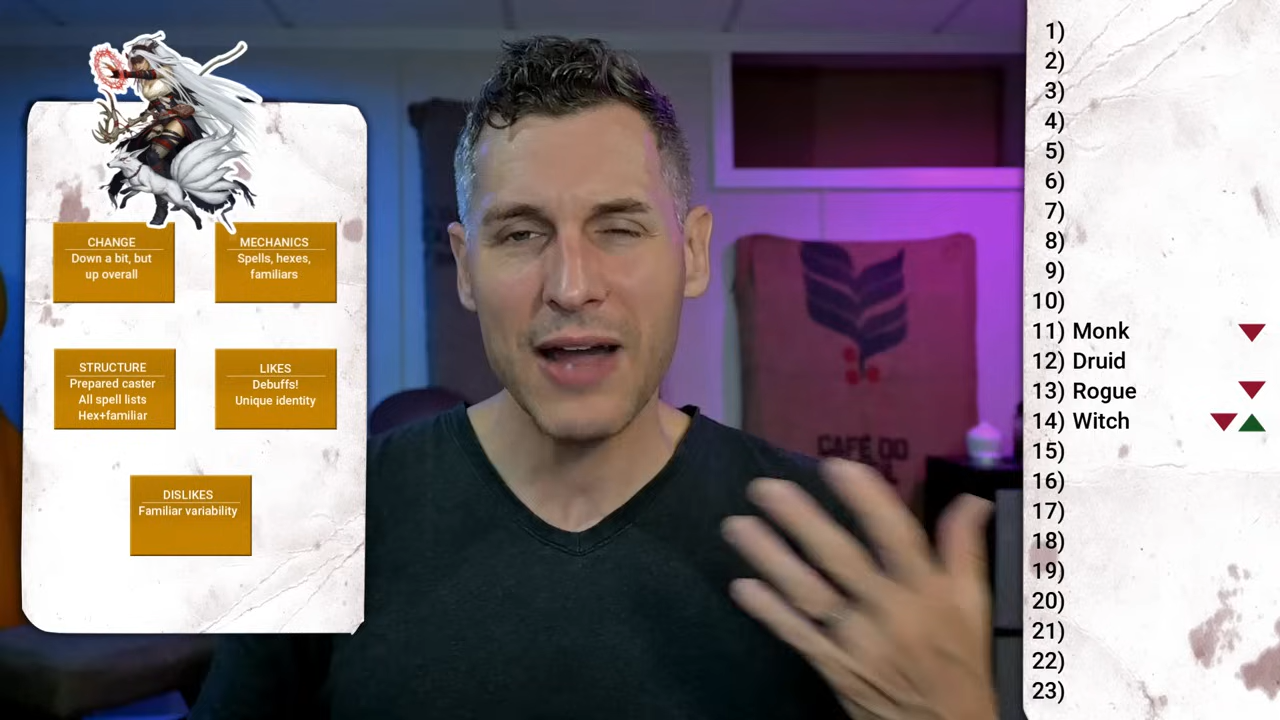 CHANGE
Down a bit, but
up overall
MECHANICS
Spells, hexes,
familiars
STRUCTURE
Prepared caster
All spell lists
Hex+familiar
LIKES
Debuffs!
Unique identity
DISLIKES
Familiar variability
CAFÉ DO
1)
2)
3)
4)
5)
6)
7)
8)
9)
10)
11) Monk
12) Druid
13) Rogue
14) Witch
15)
16)
17)
18)
19)
20)
21)
22)
23)